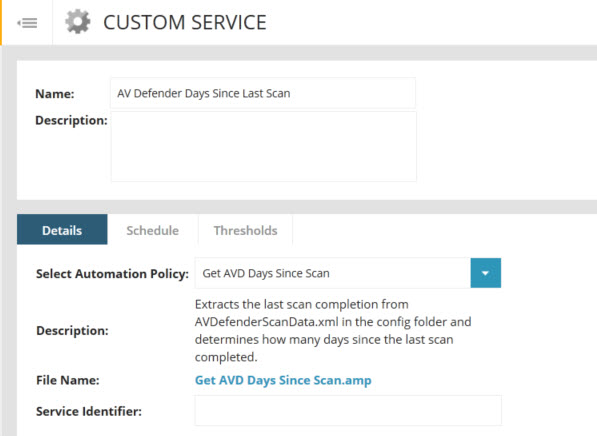 CUSTOM SERVICE
Name: AV Defender Days Since Last Scan
Description:
Details Schedule Thresholds
Select Automation Policy: Get AVD Days Since Scan
Description: Extracts the last scan completion from
AVDefenderScanData.xml in the config folder and
determines how many days since the last scan
completed.
File Name: Get AVD Days Since Scan.amp
Service Identifier: